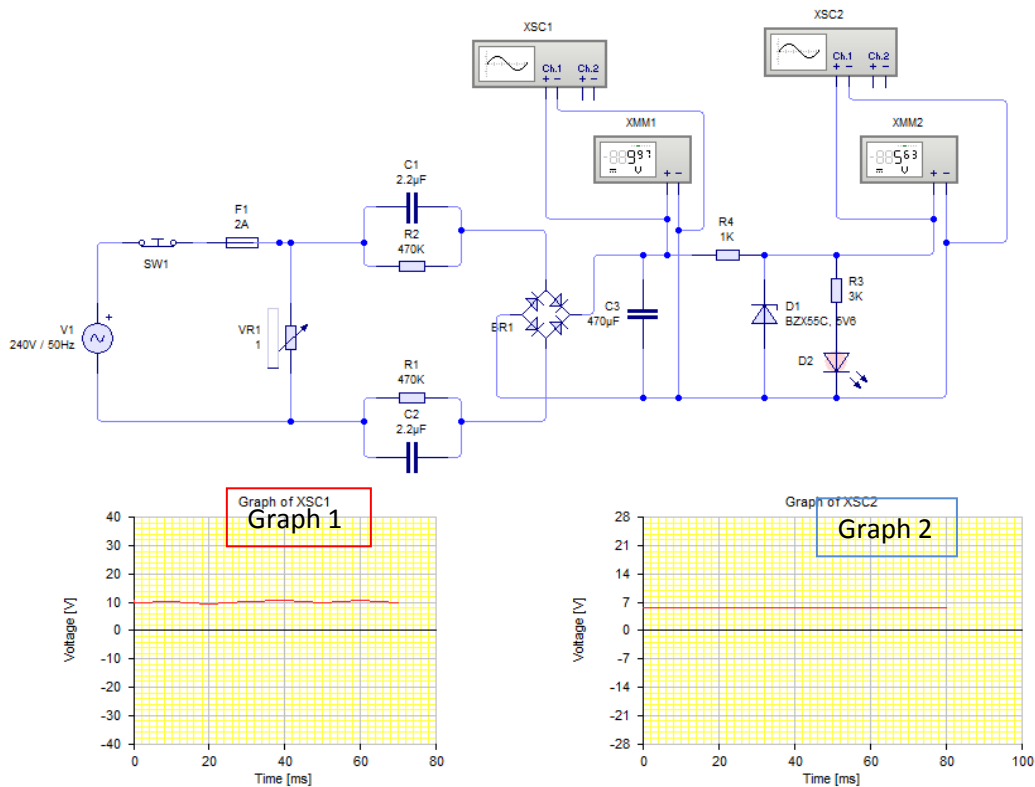 XSC1
XSC2
Ch.1 Ch.2
+ − + −
Ch.1 Ch.2
+ − + −
XMM1
XMM2
997
m V
+ −
563
m V
+ −
C1
2.2µF
F1
2A
R2
470K
R4
1K
SW1
V1
240V / 50Hz
+
VR1
1
BR1
C3
470µF
D1
BZX55C, 5V6
R3
3K
D2
R1
470K
C2
2.2µF
Graph of XSC1
Graph 1
40
30
20
10
0
-10
-20
-30
-40
Voltage [V]
0 20 40 60 80
Time [ms]
Graph of XSC2
Graph 2
28
21
14
7
0
-7
-14
-21
-28
Voltage [V]
0 20 40 60 80 100
Time [ms]